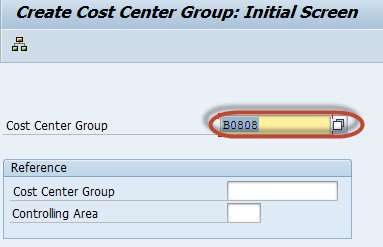 Create Cost Center Group: Initial Screen
Cost Center Group B0808
Reference
Cost Center Group
Controlling Area